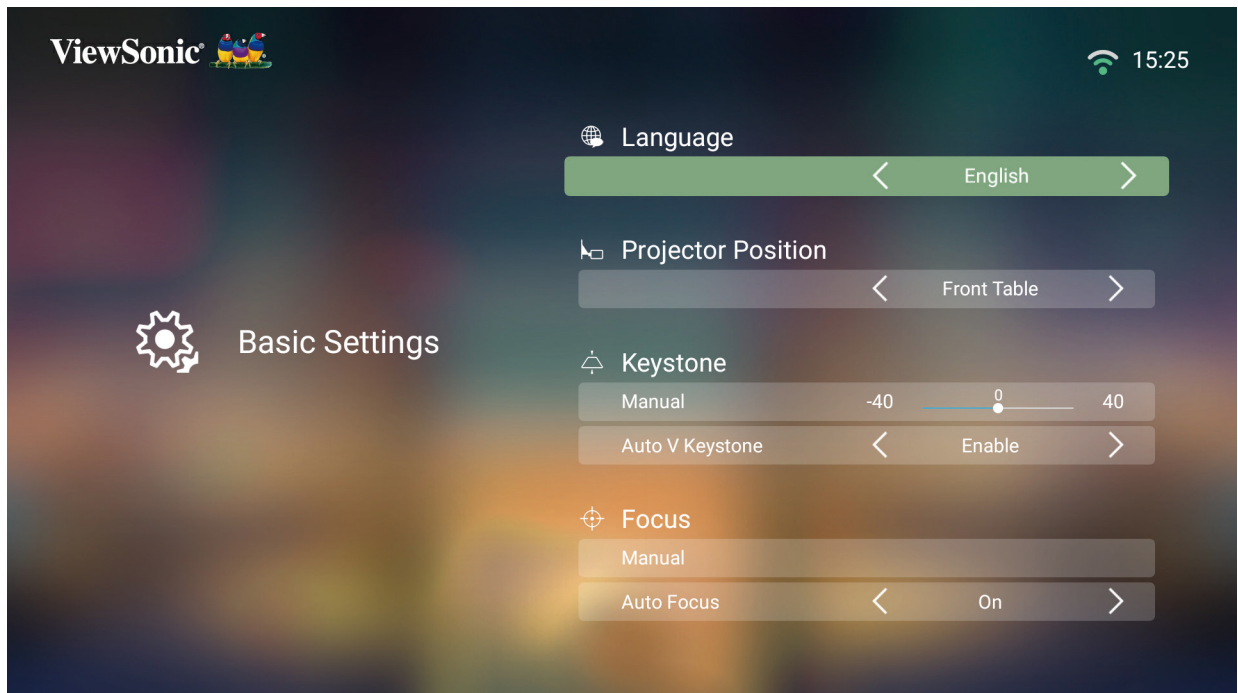 ViewSonic
15:25
Language
English
Projector Position
Front Table
Basic Settings
Keystone
Manual -40 0 40
Auto V Keystone Enable
Focus
Manual
Auto Focus On